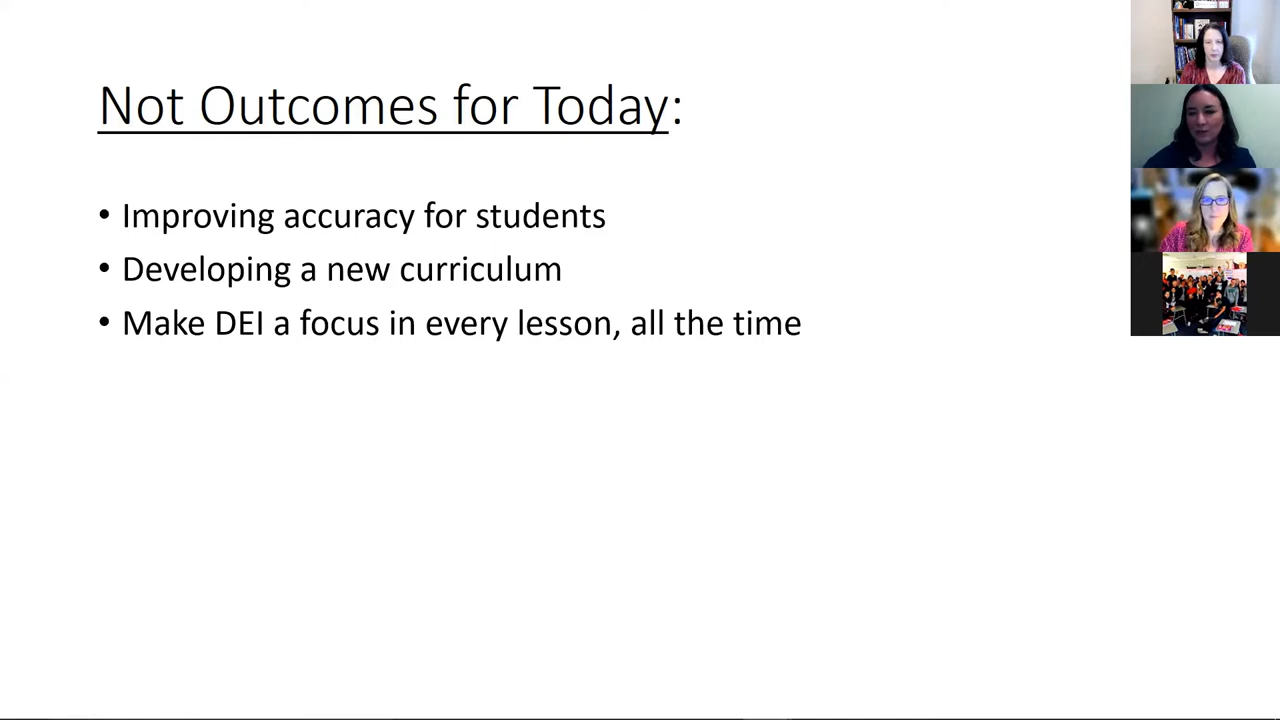 Not Outcomes for Today:
• Improving accuracy for students
• Developing a new curriculum
• Make DEI a focus in every lesson, all the time